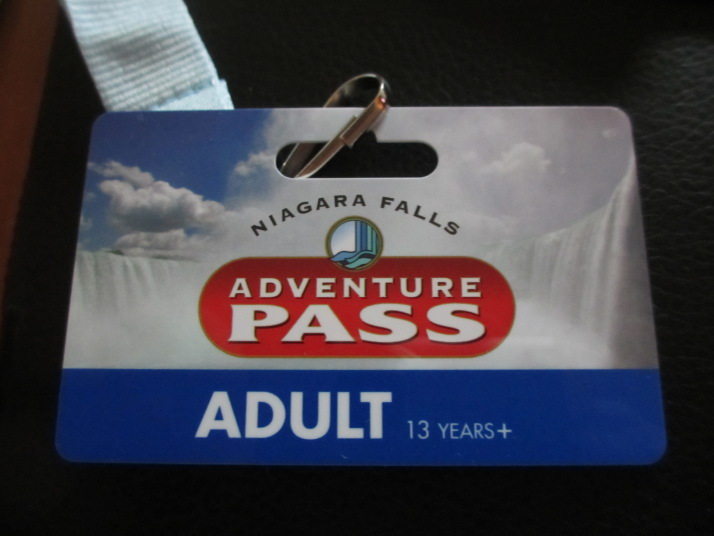 NIAGARA FALLS
ADVENTURE
PASS
ADULT 13 YEARS+